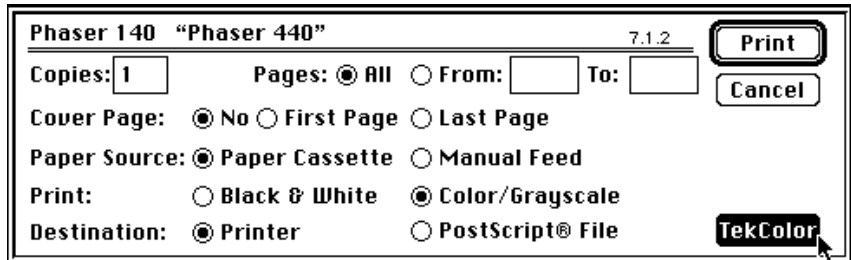 Phaser 140 “Phaser 440” 7.1.2 Print
Copies: 1 Pages: All From: To: Cancel
Cover Page: No First Page Last Page
Paper Source: Paper Cassette Manual Feed
Print: Black & White Color/Grayscale
Destination: Printer PostScript® File TekColor